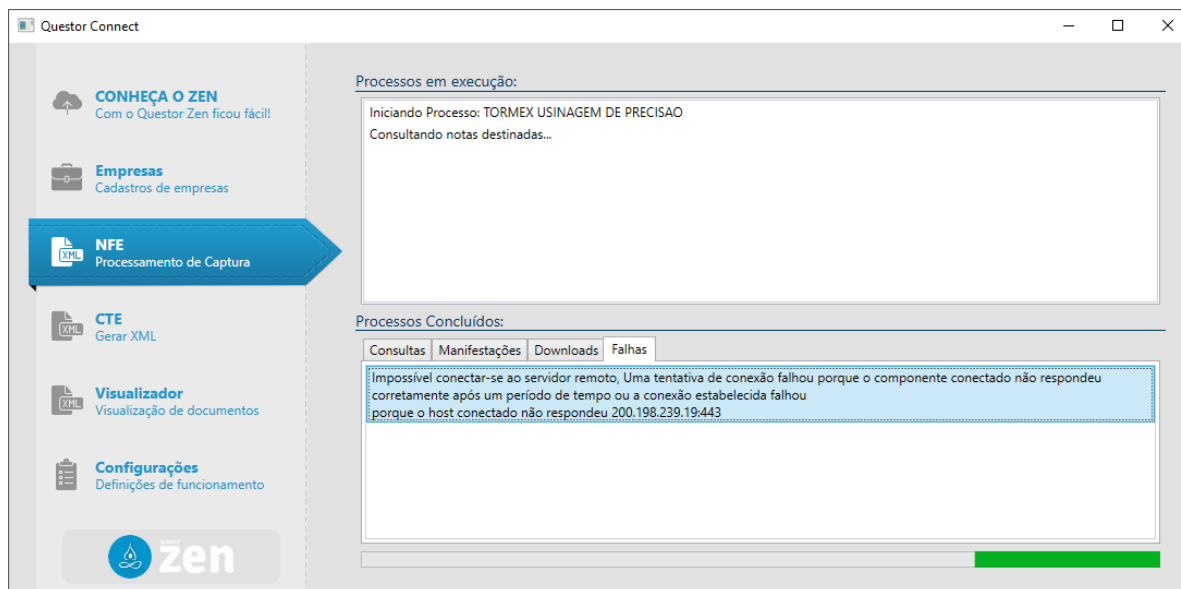 Questor Connect
CONHEÇA O ZEN
Com o Questor Zen ficou fácil!
Empresas
Cadastros de empresas
XML
NFE
Processamento de Captura
XML
CTE
Gerar XML
XML
Visualizador
Visualização de documentos
Configurações
Definições de funcionamento
zen
Processos em execução:
Iniciando Processo: TORMEX USINAGEM DE PRECISAO
Consultando notas destinadas...
Processos Concluídos:
Consultas Manifestações Downloads Falhas
Impossível conectar-se ao servidor remoto, Uma tentativa de conexão falhou porque o componente conectado não respondeu
corretamente após um período de tempo ou a conexão estabelecida falhou
porque o host conectado não respondeu 200.198.239.19:443